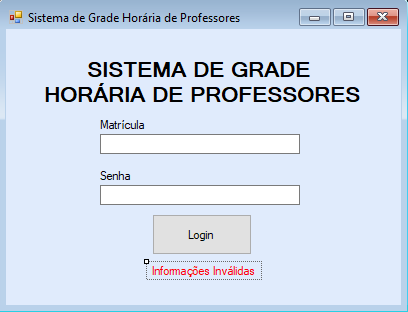 Sistema de Grade Horária de Professores
SISTEMA DE GRADE
HORÁRIA DE PROFESSORES
Matrícula
Senha
Login
Informações Inválidas